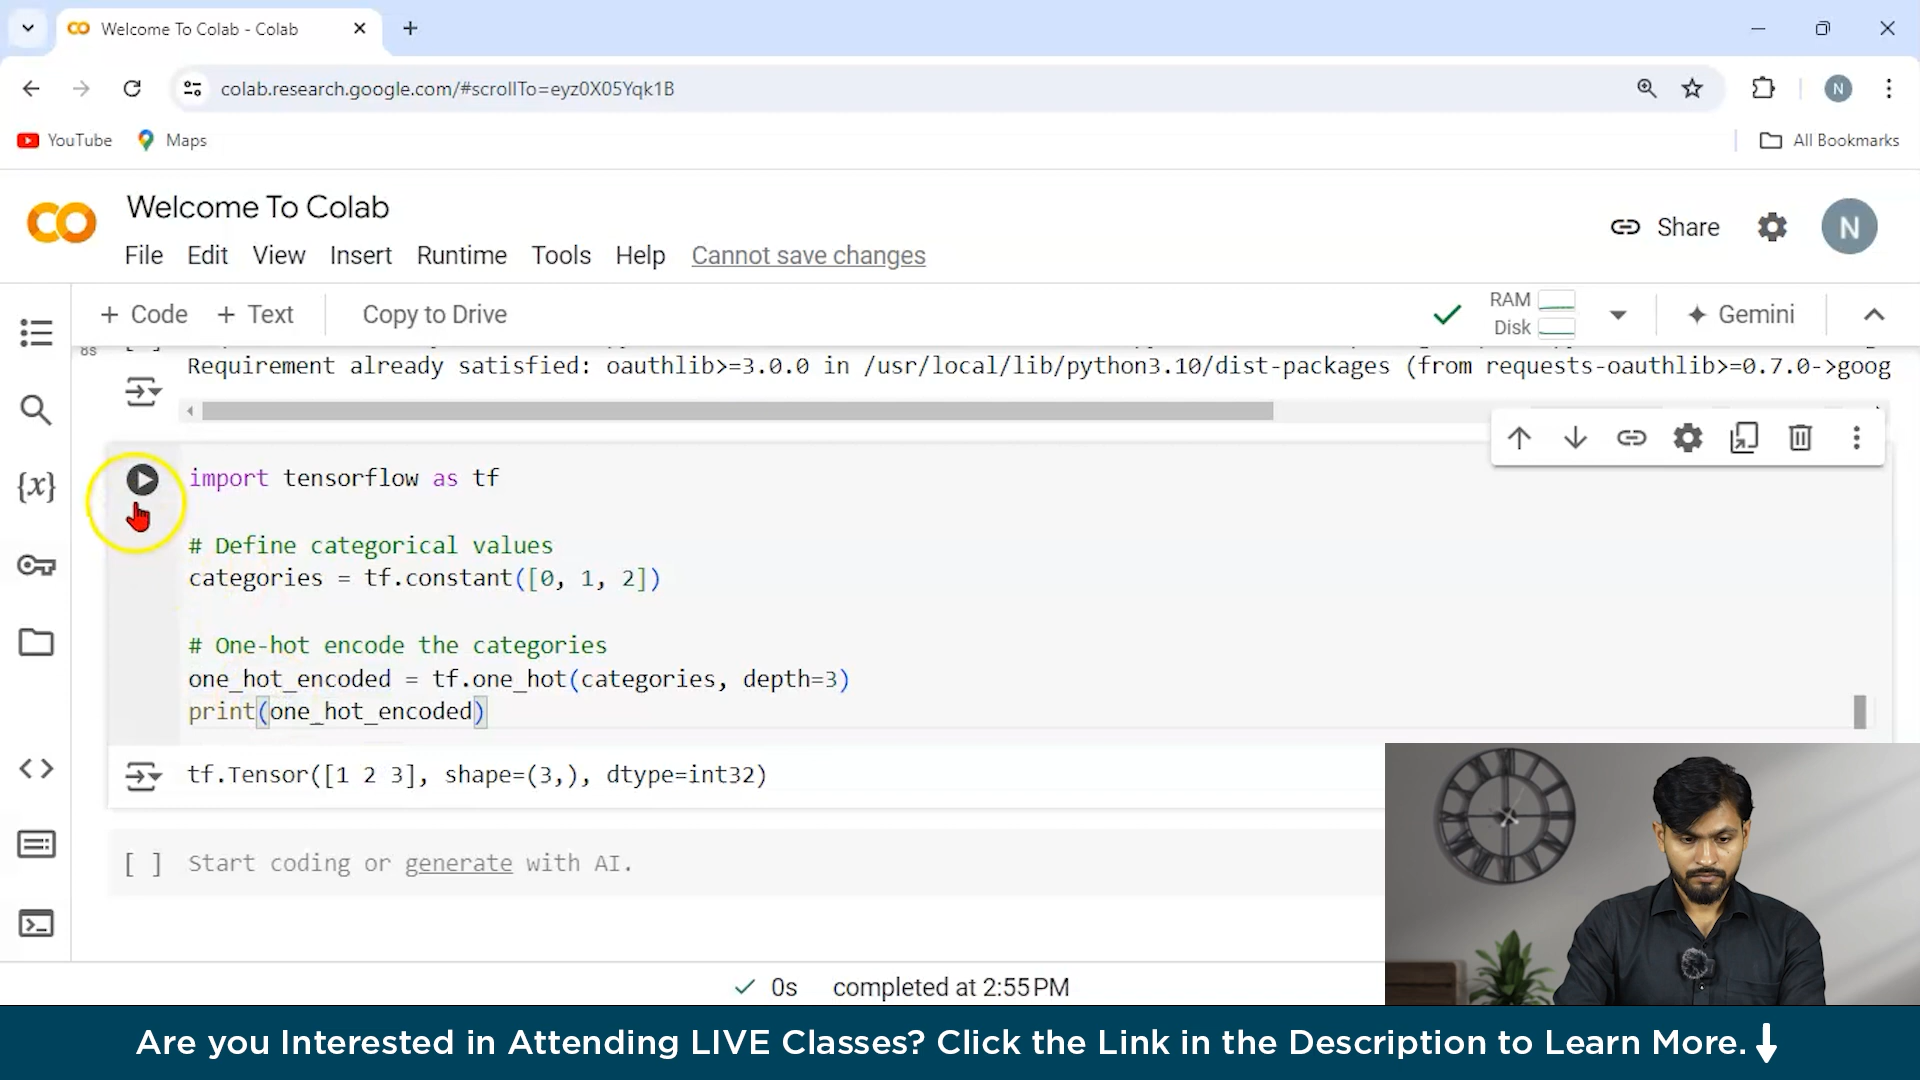 Welcome To Colab - Colab
colab.research.google.com/#scrollTo=eyz0X05Yqk1B
N
YouTube
Maps
All Bookmarks
CO
Welcome To Colab
Share
N
File Edit View Insert Runtime Tools Help Cannot save changes
+ Code + Text Copy to Drive
RAM
Disk
Gemini
8s
Requirement already satisfied: oauthlib>=3.0.0 in /usr/local/lib/python3.10/dist-packages (from requests-oauthlib>=0.7.0->goog
{x}
import tensorflow as tf
# Define categorical values
categories = tf.constant([0, 1, 2])
# One-hot encode the categories
one_hot_encoded = tf.one_hot(categories, depth=3)
print(one_hot_encoded)
tf.Tensor([1 2 3], shape=(3,), dtype=int32)
[ ] Start coding or generate with AI.
0s completed at 2:55 PM
Are you Interested in Attending LIVE Classes? Click the Link in the Description to Learn More.